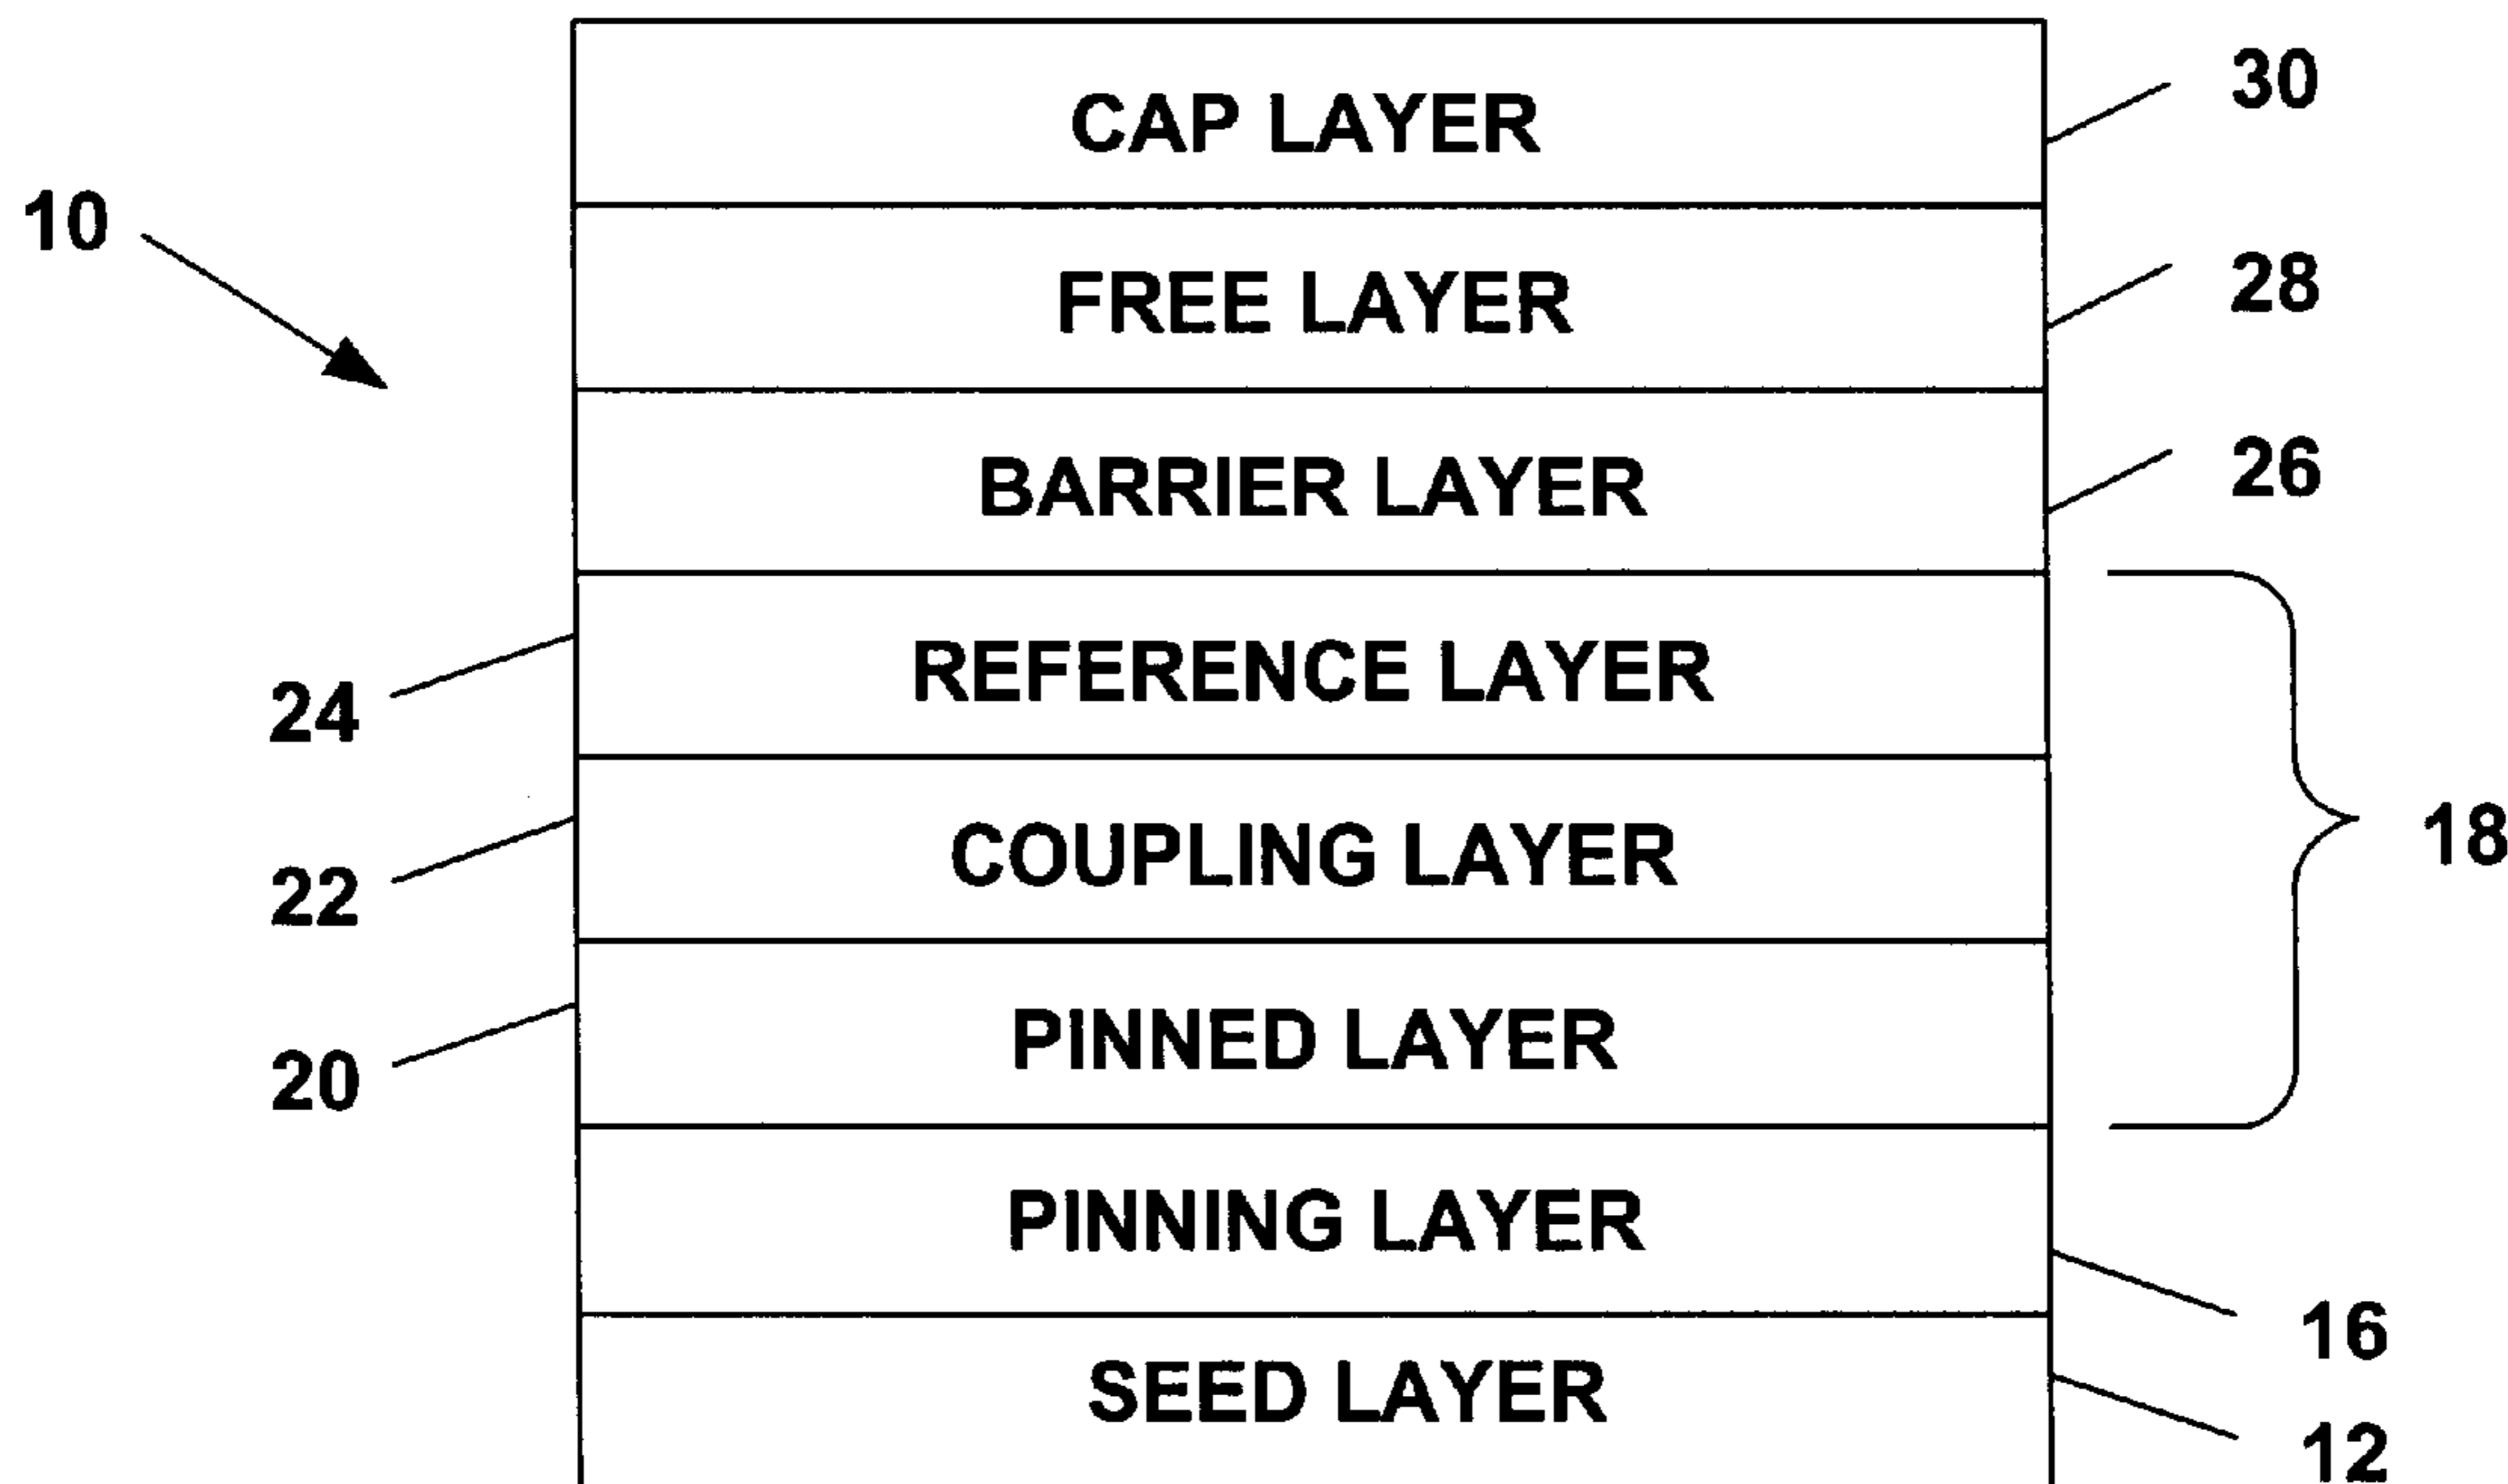 CAP LAYER
30
10
FREE LAYER
28
BARRIER LAYER
26
REFERENCE LAYER
24
COUPLING LAYER
18
22
PINNED LAYER
20
PINNING LAYER
16
SEED LAYER
12